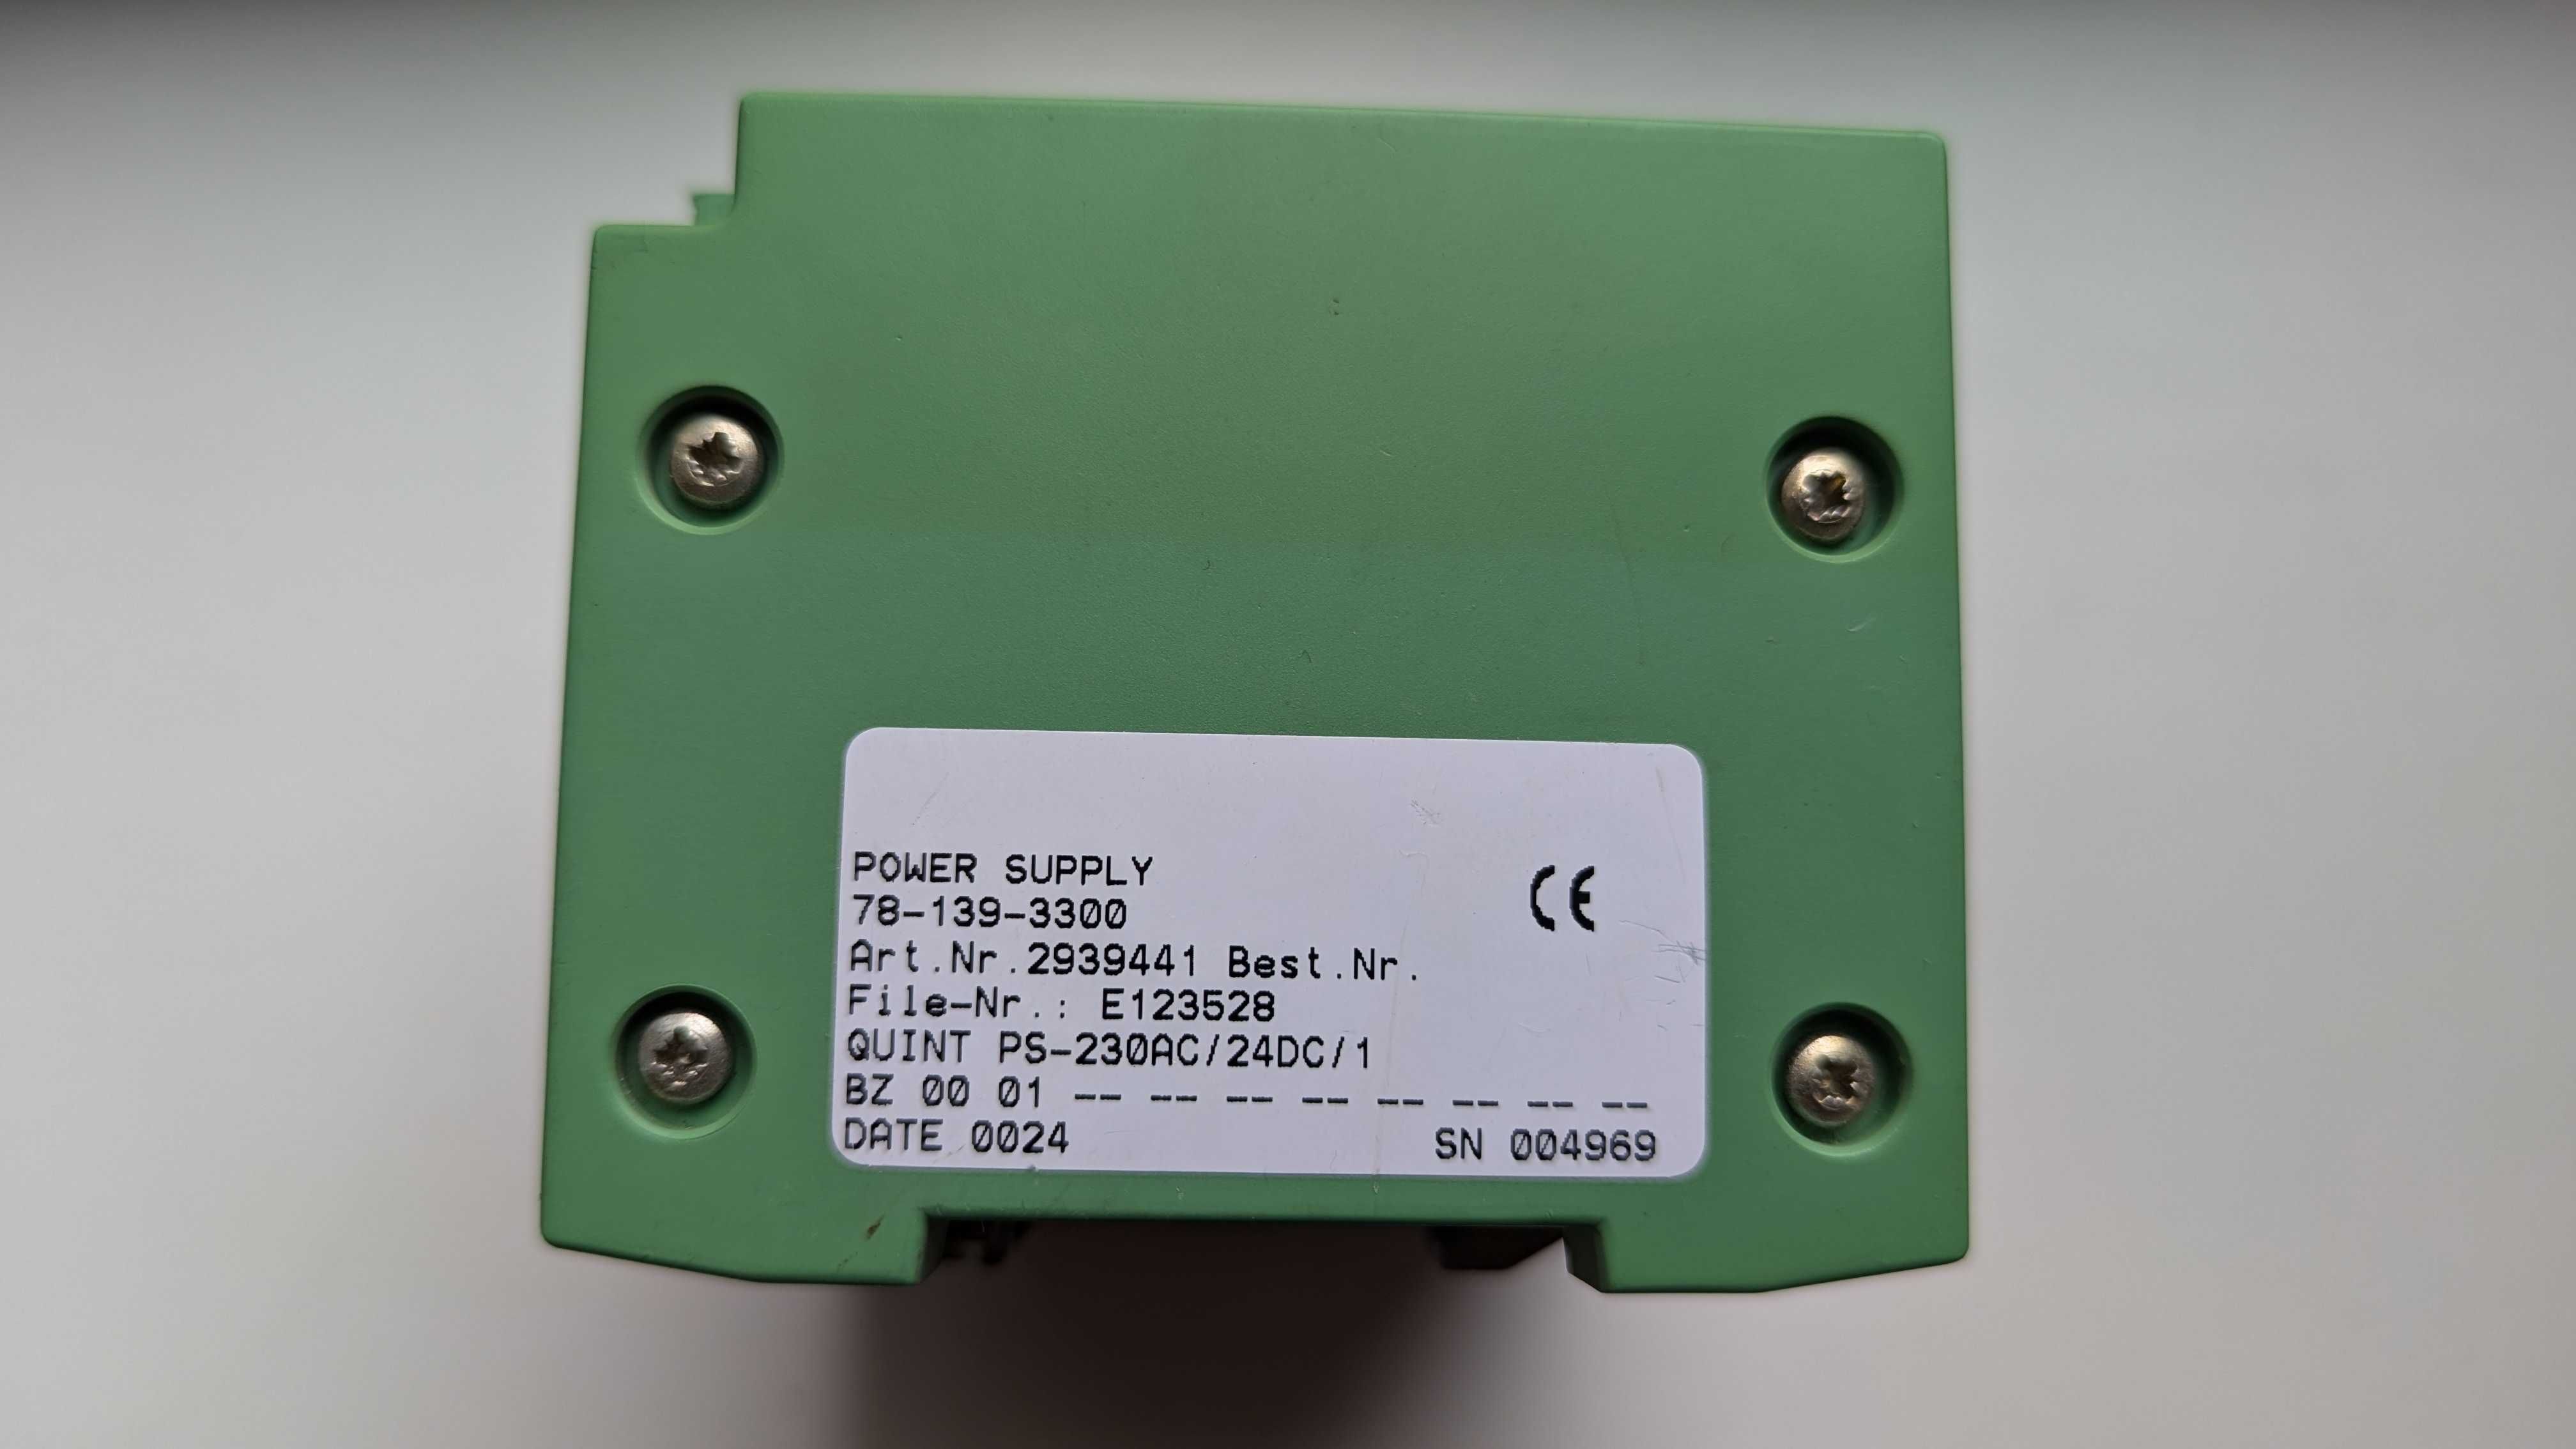 POWER SUPPLY
CE
78-139-3300
Art.Nr.2939441 Best.Nr.
File-Nr.: E123528
QUINT PS-230AC/24DC/1
BZ 00 01 -- -- -- -- -- -- -- --
DATE 0024 SN 004969